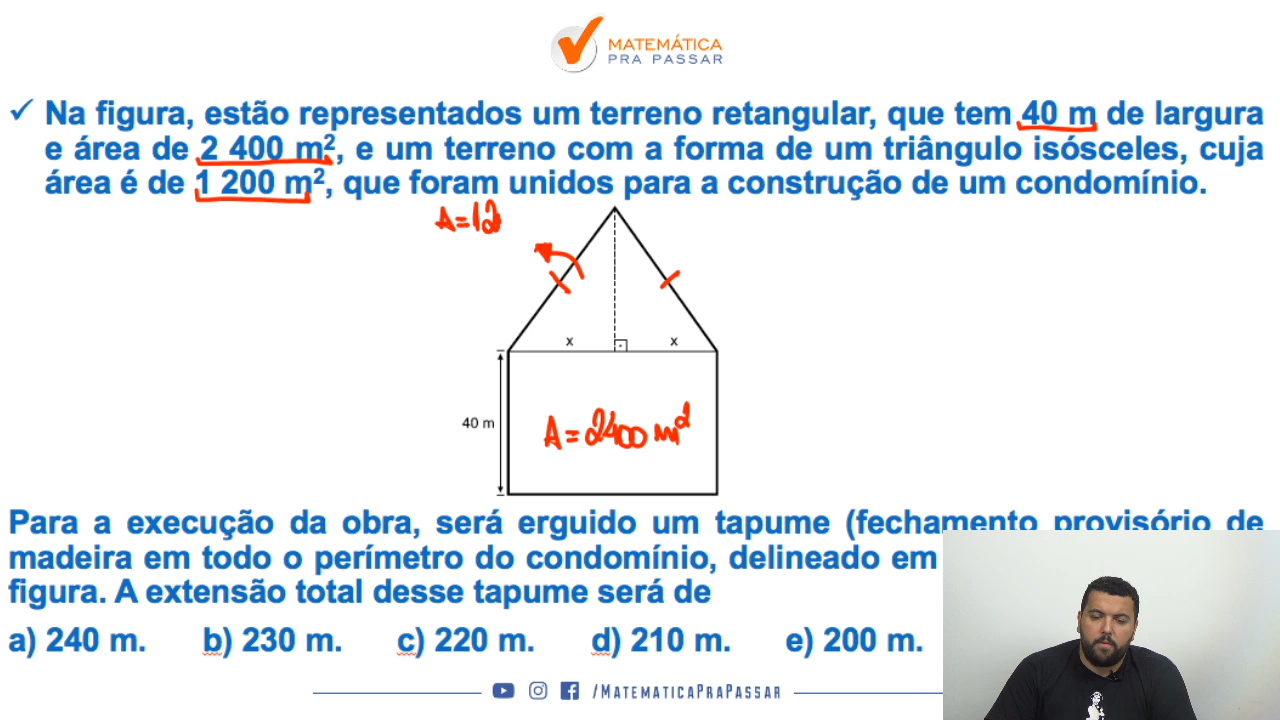 MATEMÁTICA
PRA PASSAR
✓ Na figura, estão representados um terreno retangular, que tem 40 m de largura
e área de 2 400 m², e um terreno com a forma de um triângulo isósceles, cuja
área é de 1 200 m², que foram unidos para a construção de um condomínio.
A=12
x x
40 m
A=2400 m²
Para a execução da obra, será erguido um tapume (fechamento provisório de
madeira em todo o perímetro do condomínio, delineado em
figura. A extensão total desse tapume será de
a) 240 m. b) 230 m. c) 220 m. d) 210 m. e) 200 m.
/MATEMATICAPRAPASSAR